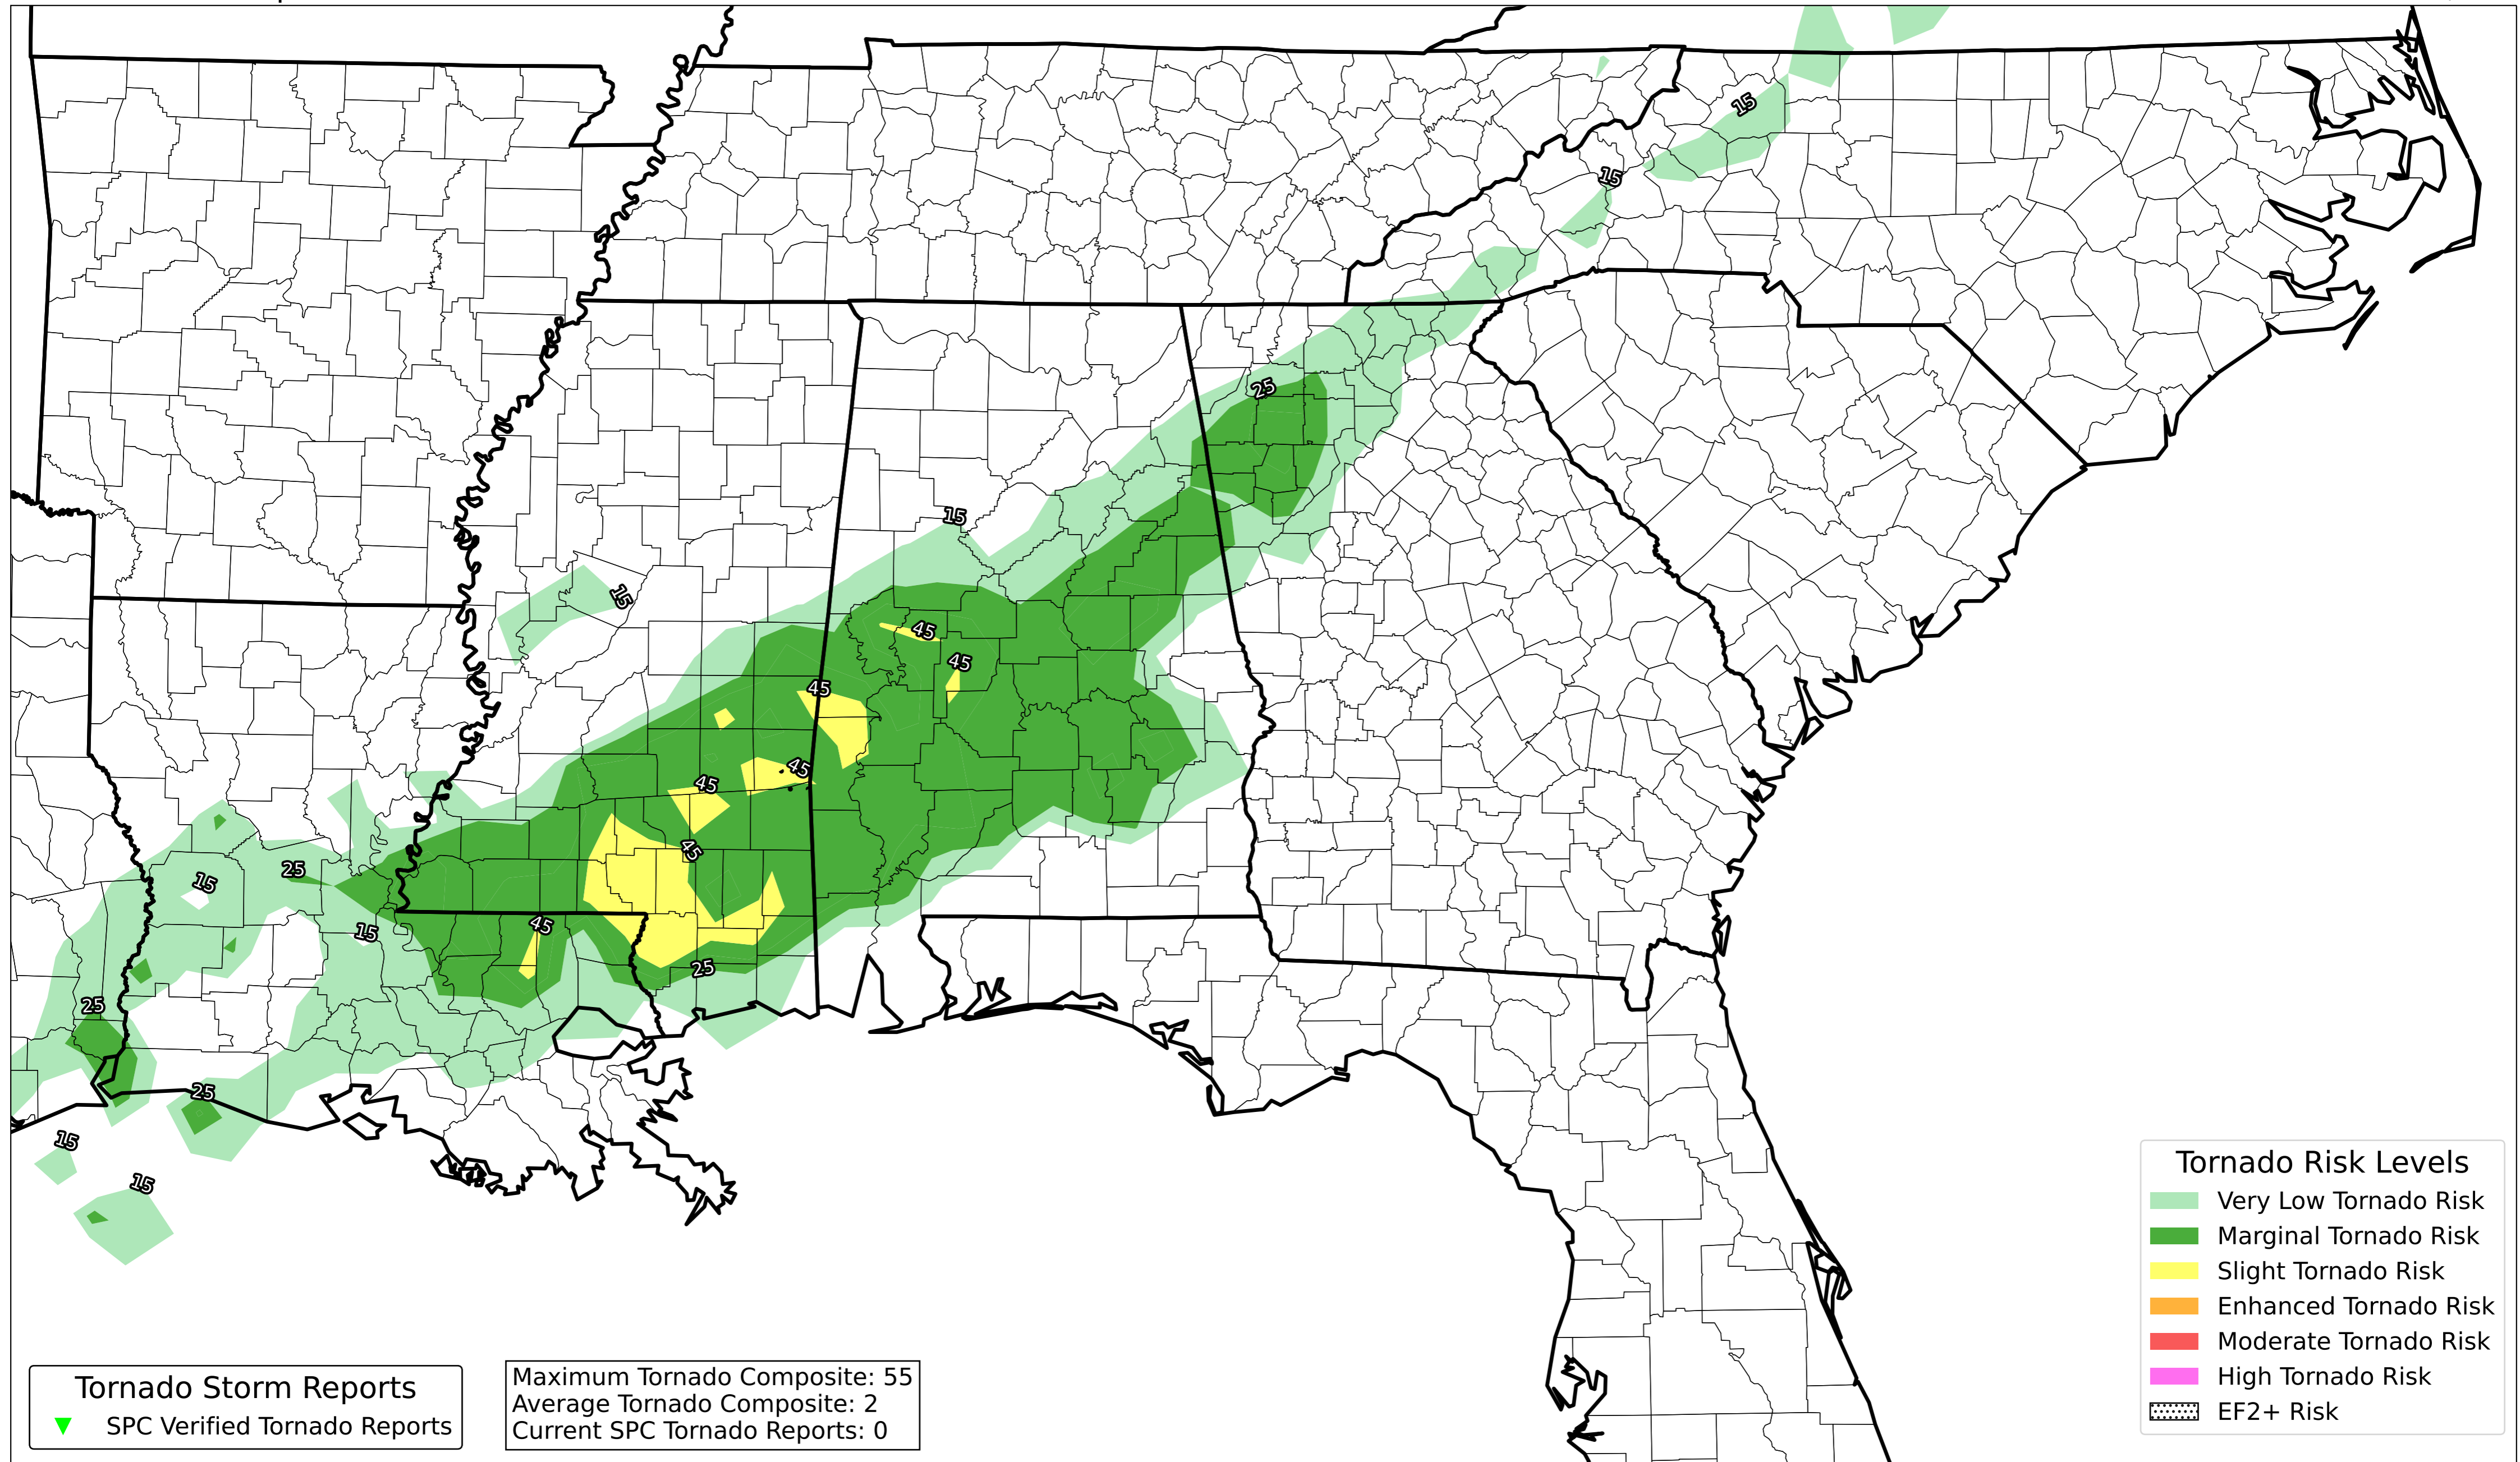 15
15
25
15
15
45
45
45
45
45
45
25
15
45
15
25
25
25
15
15
Tornado Risk Levels
Very Low Tornado Risk
Marginal Tornado Risk
Slight Tornado Risk
Enhanced Tornado Risk
Moderate Tornado Risk
High Tornado Risk
EF2+ Risk
Tornado Storm Reports
SPC Verified Tornado Reports
Maximum Tornado Composite: 55
Average Tornado Composite: 2
Current SPC Tornado Reports: 0